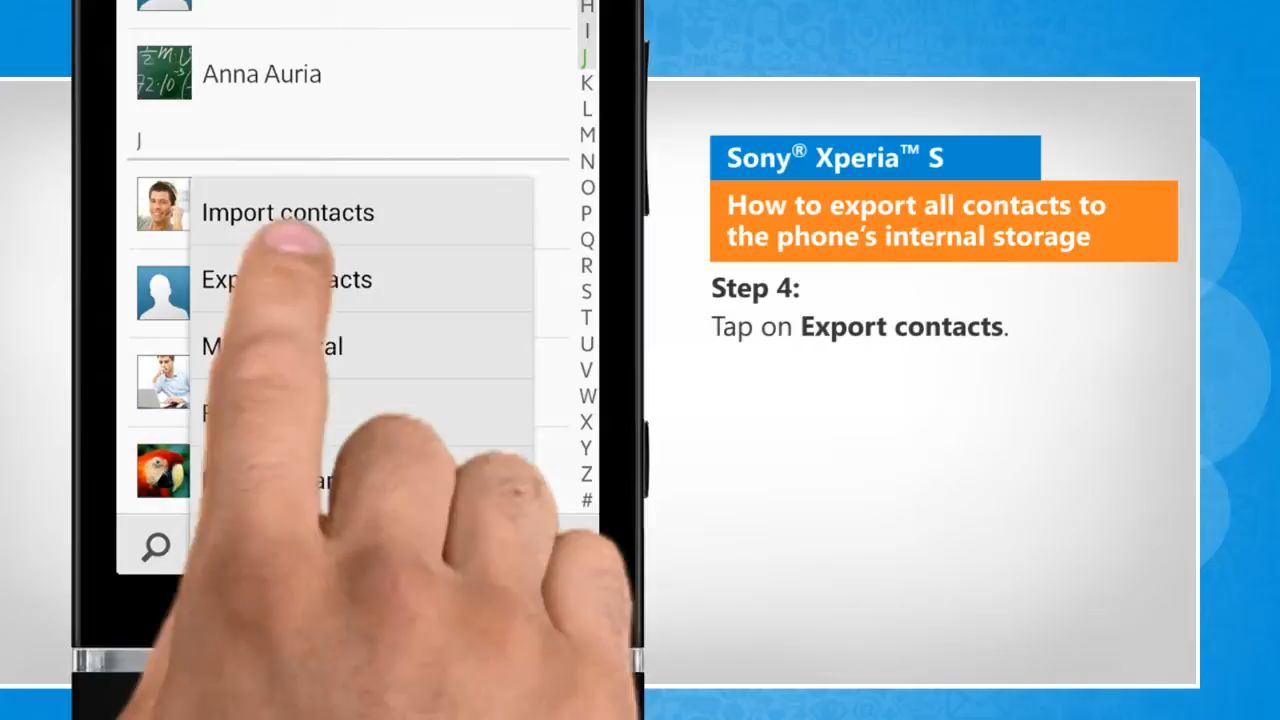 Anna Auria
J
Import contacts
H
I
J
K
L
M
N
O
P
Q
R
S
T
U
V
W
X
Y
Z
#
Sony® Xperia™ S
How to export all contacts to
the phone's internal storage
Step 4:
Tap on Export contacts.